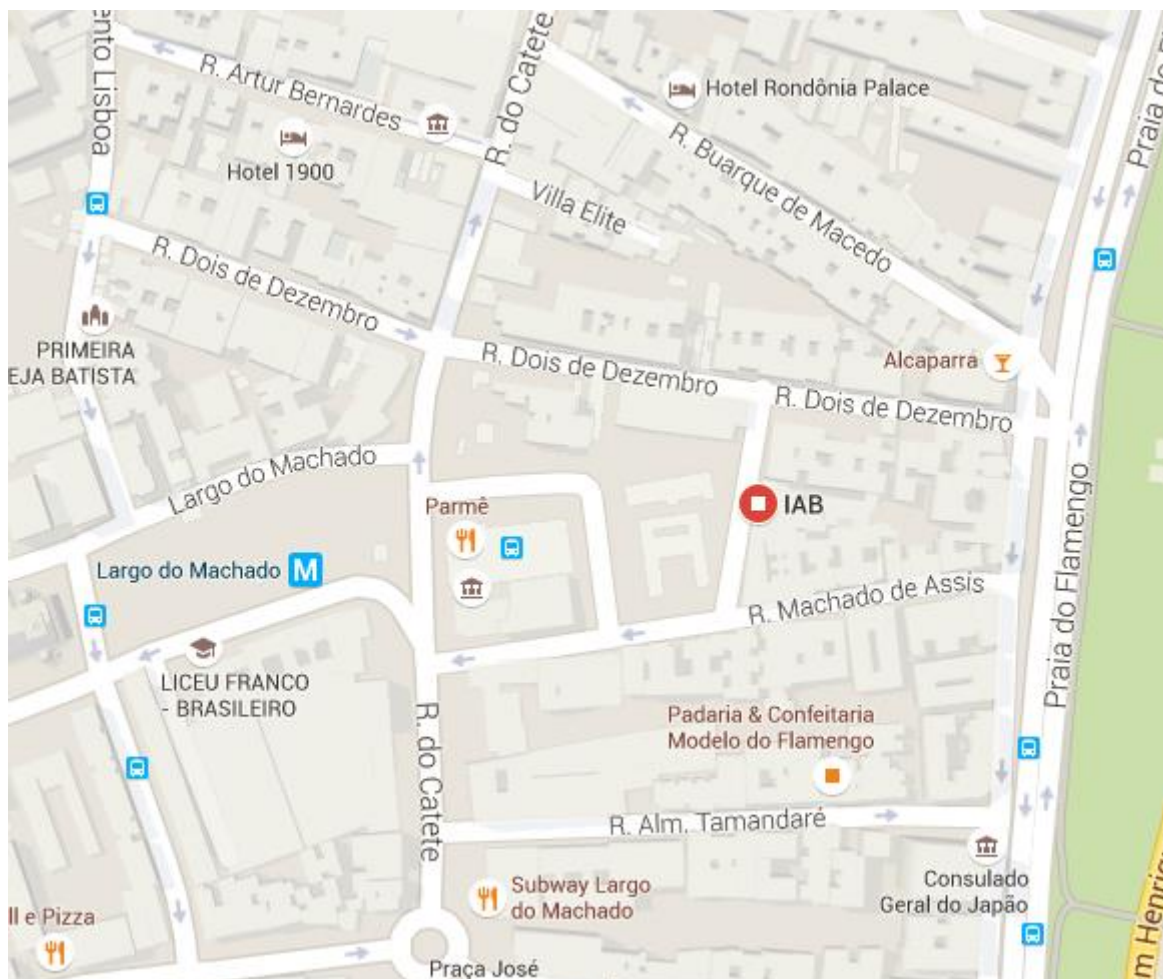 ento Lisboa
R. Artur Bernardes
R. do Catete
Hotel Rondônia Palace
Praia do F
Hotel 1900
R. Buarque de Macedo
Villa Elite
R. Dois de Dezembro
PRIMEIRA
EJA BATISTA
R. Dois de Dezembro
Alcaparra
R. Dois de Dezembro
Largo do Machado
Parmê
IAB
Largo do Machado M
R. Machado de Assis
Praia do Flamengo
LICEU FRANCO
- BRASILEIRO
R. do Catete
Padaria & Confeitaria
Modelo do Flamengo
R. Alm. Tamandaré
Subway Largo
do Machado
Consulado
Geral do Japão
ll e Pizza
Praça José
m Henriqu